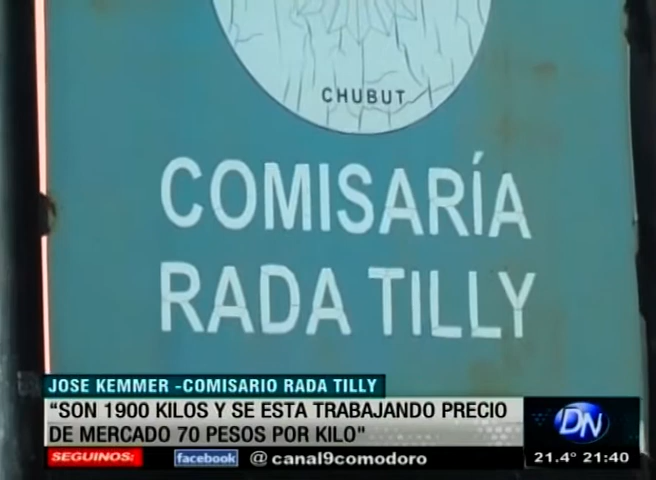 CHUBUT
COMISARÍA
RADA TILLY
JOSE KEMMER -COMISARIO RADA TILLY
"SON 1900 KILOS Y SE ESTA TRABAJANDO PRECIO
DE MERCADO 70 PESOS POR KILO"
DN
SEGUINOS: facebook @canal9comodoro
21.4° 21:40